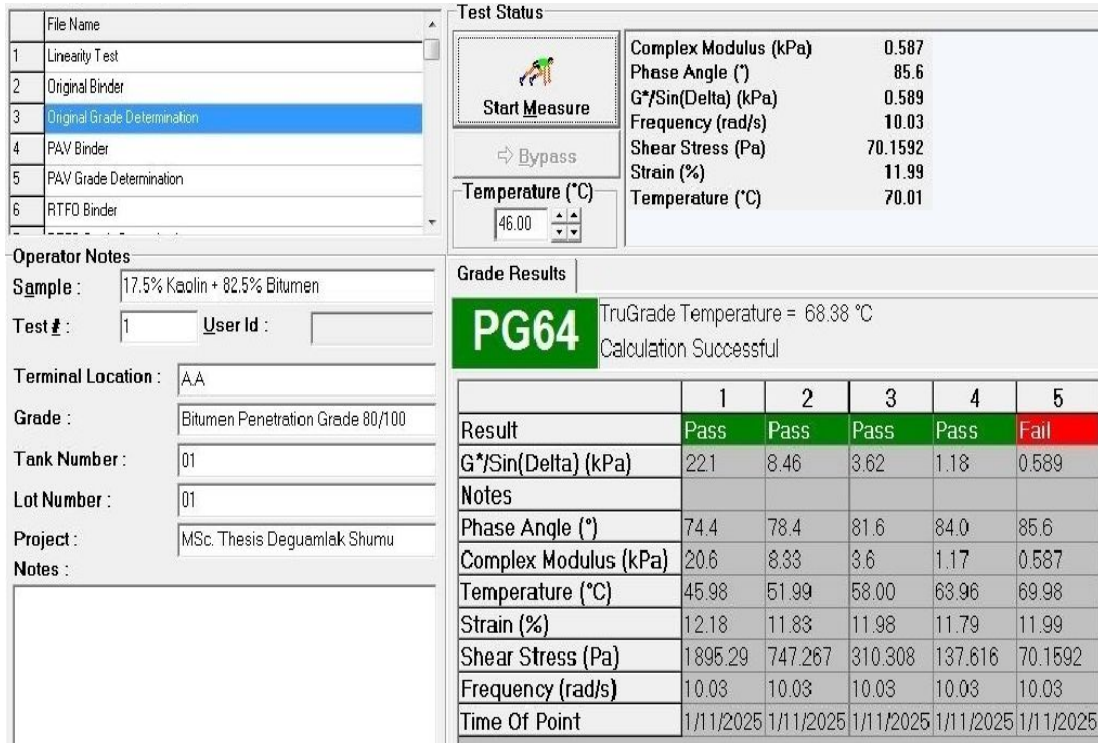 File Name
1 Linearity Test
2 Original Binder
3 Original Grade Determination
4 PAV Binder
5 PAV Grade Determination
6 RTFO Binder
Test Status
Start Measure
Bypass
Temperature (°C)
46.00
Complex Modulus (kPa) 0.587
Phase Angle (°) 85.6
G*/Sin(Delta) (kPa) 0.589
Frequency (rad/s) 10.03
Shear Stress (Pa) 70.1592
Strain (%) 11.99
Temperature (°C) 70.01
Operator Notes
Sample : 17.5% Kaolin + 82.5% Bitumen
Test # : 1 User Id :
Terminal Location : A.A
Grade : Bitumen Penetration Grade 80/100
Tank Number : 01
Lot Number : 01
Project : MSc. Thesis Deguamlak Shumu
Notes :
Grade Results
PG64
TruGrade Temperature = 68.38 °C
Calculation Successful
1 2 3 4 5
Result Pass Pass Pass Pass Fail
G*/Sin(Delta) (kPa) 22.1 8.46 3.62 1.18 0.589
Notes
Phase Angle (°) 74.4 78.4 81.6 84.0 85.6
Complex Modulus (kPa) 20.6 8.33 3.6 1.17 0.587
Temperature (°C) 45.98 51.99 58.00 63.96 69.98
Strain (%) 12.18 11.83 11.98 11.79 11.99
Shear Stress (Pa) 1895.29 747.267 310.308 137.616 70.1592
Frequency (rad/s) 10.03 10.03 10.03 10.03 10.03
Time Of Point 1/11/2025 1/11/2025 1/11/2025 1/11/2025 1/11/2025